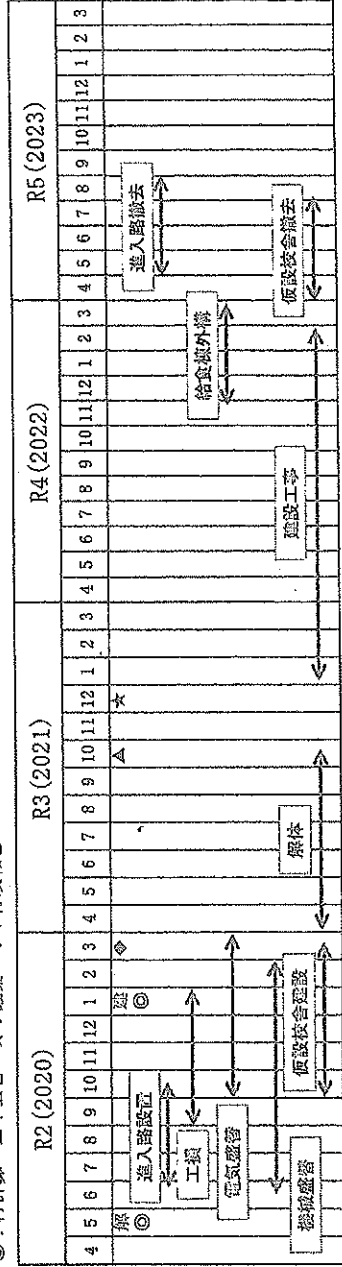 R2(2020) R3(2021) R4(2022) R5(2023)
4 5 6 7 8 9 10 11 12 1 2 3 4 5 6 7 8 9 10 11 12 1 2 3 4 5 6 7 8 9 10 11 12 1 2 3 4 5 6 7 8 9 10 11 12 1 2 3
解 建
◎ ◎ ◆ △ ☆
進入路設置 進入路撤去
工損
電気盛替 給食棟外構
機械盛替
仮設校舎建設 解体 建設工事 仮設校舎撤去